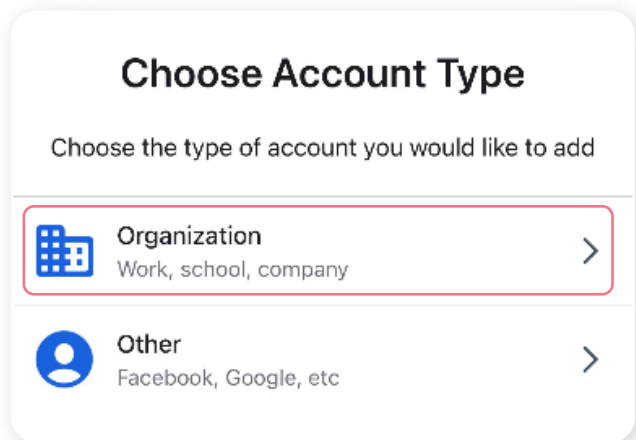 Choose Account Type
Choose the type of account you would like to add
Organization
Work, school, company
Other
Facebook, Google, etc